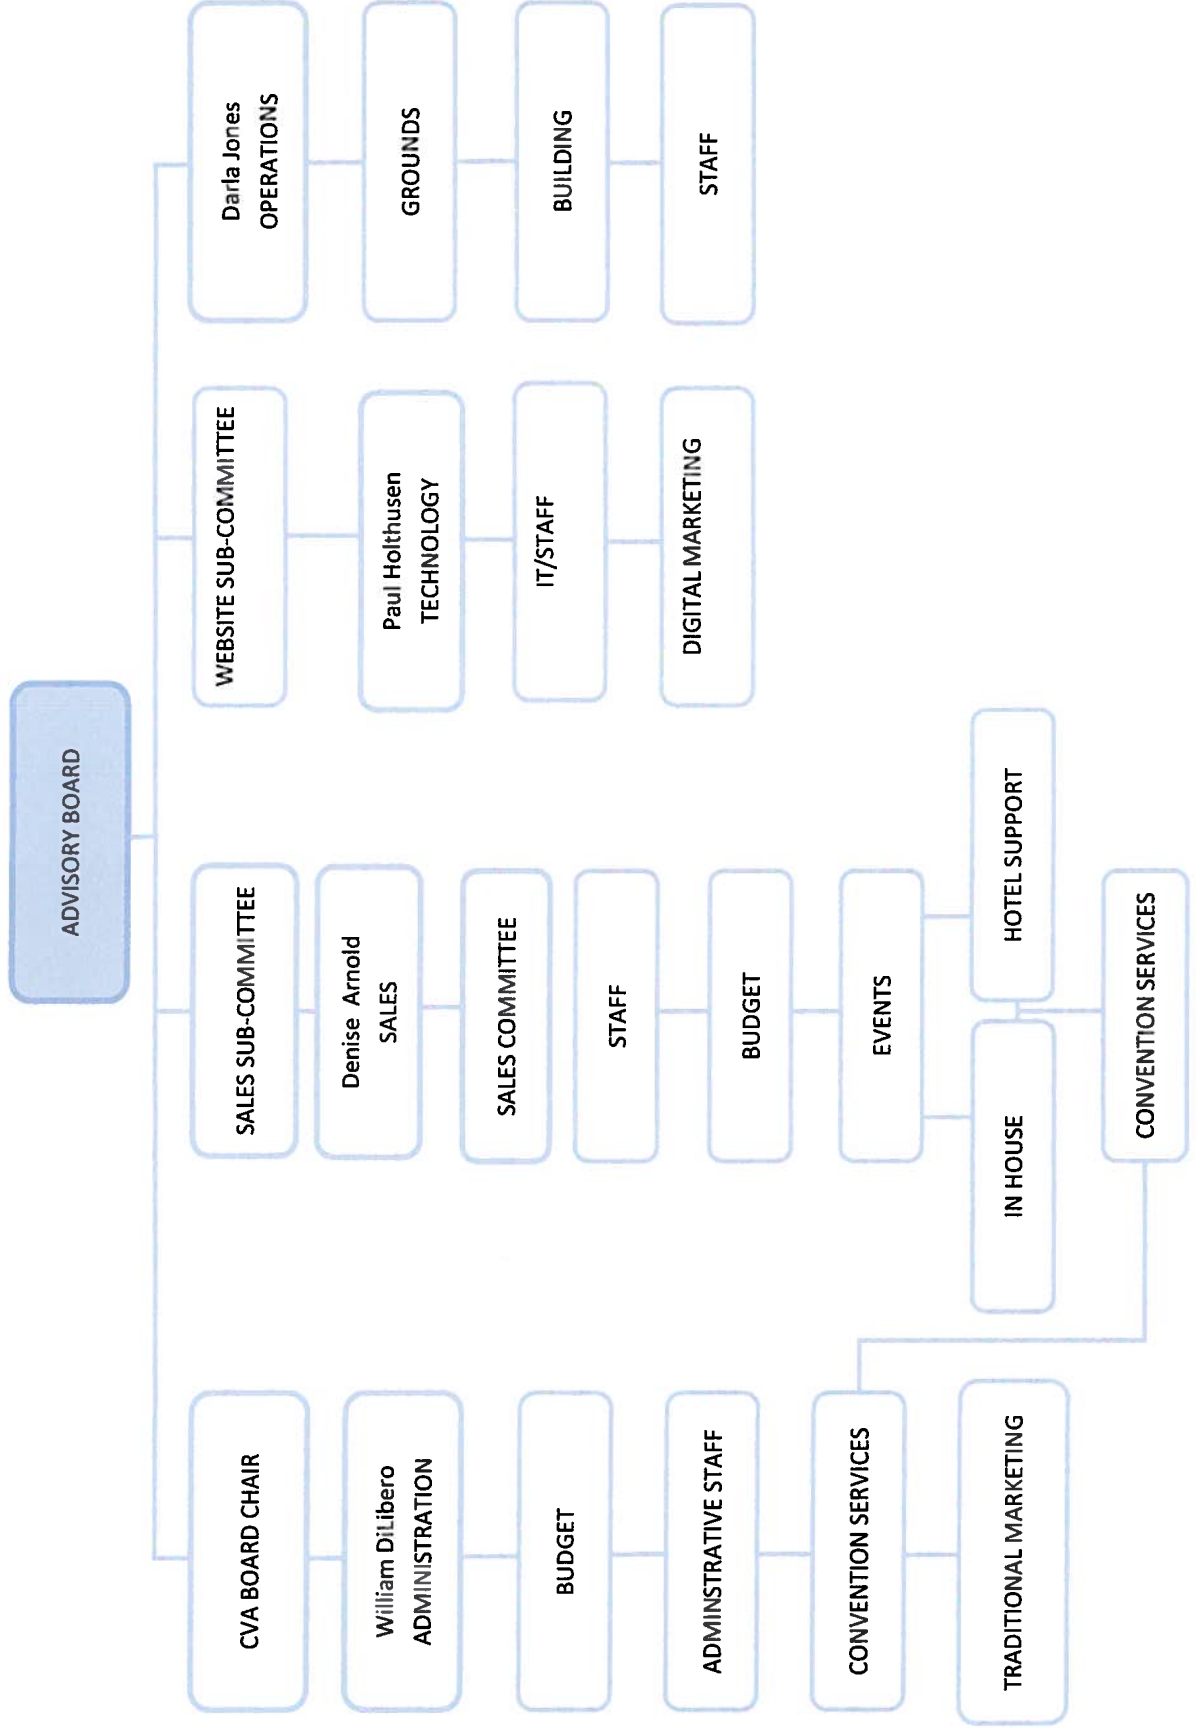 ADVISORY BOARD
CVA BOARD CHAIR
William DiLibero
ADMINISTRATION
BUDGET
ADMINSTRATIVE STAFF
CONVENTION SERVICES
TRADITIONAL MARKETING
SALES SUB-COMMITTEE
Denise Arnold
SALES
SALES COMMITTEE
STAFF
BUDGET
EVENTS
IN HOUSE
HOTEL SUPPORT
CONVENTION SERVICES
WEBSITE SUB-COMMITTEE
Paul Holthusen
TECHNOLOGY
IT/STAFF
DIGITAL MARKETING
Darla Jones
OPERATIONS
GROUNDS
BUILDING
STAFF